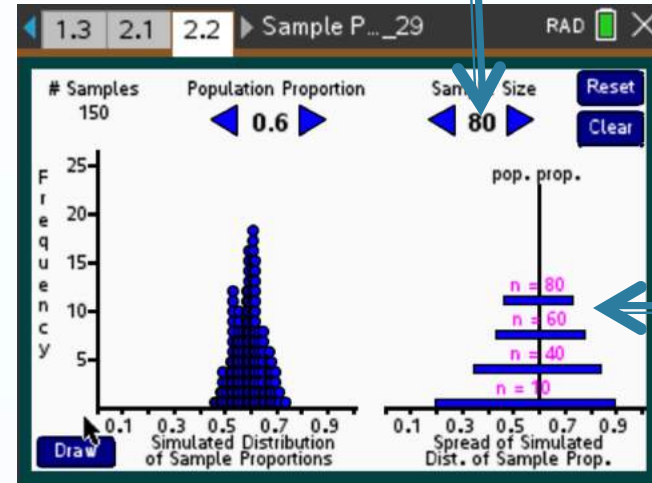 1.3 2.1 2.2 Sample P..._29 RAD
# Samples Population Proportion Sample Size Reset
150 0.6 80 Clear
Frequency
25
20
15
10
5
0.1 0.3 0.5 0.7 0.9
Simulated Distribution
of Sample Proportions
Draw
pop. prop.
n = 80
n = 60
n = 40
n = 10
0.1 0.3 0.5 0.7 0.9
Spread of Simulated
Dist. of Sample Prop.